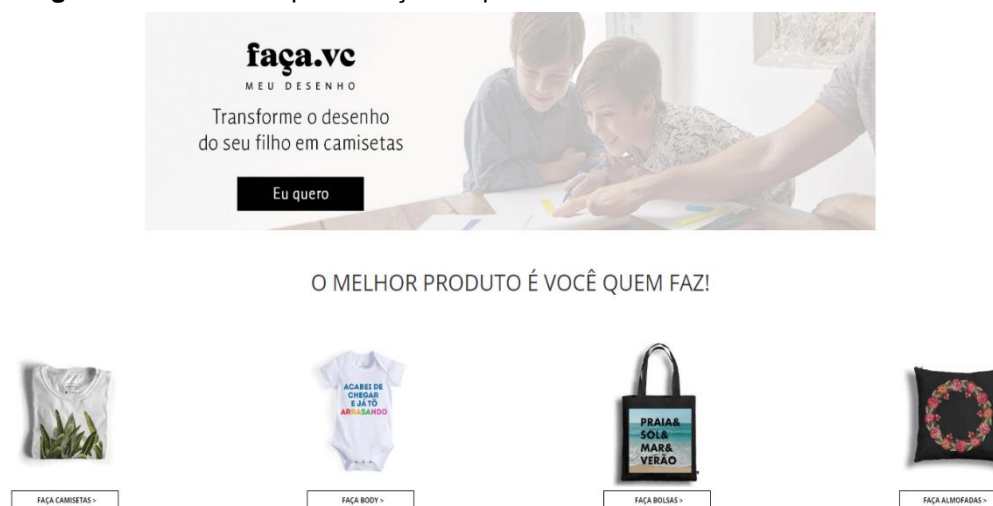 faça.vc
MEU DESENHO
Transforme o desenho
do seu filho em camisetas
Eu quero
O MELHOR PRODUTO É VOCÊ QUEM FAZ!
ACABEI DE
CHEGAR
E JÁ TÔ
ARRASANDO
PRAIA&
SOL&
MAR&
VERÃO
FAÇA CAMISETAS >
FAÇA BODY >
FAÇA BOLSAS >
FAÇA ALMOFADAS >